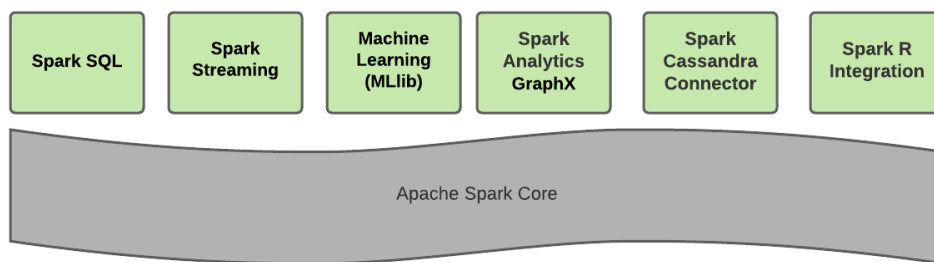 Spark SQL
Spark
Streaming
Machine
Learning
(MLlib)
Spark
Analytics
GraphX
Spark
Cassandra
Connector
Spark R
Integration
Apache Spark Core